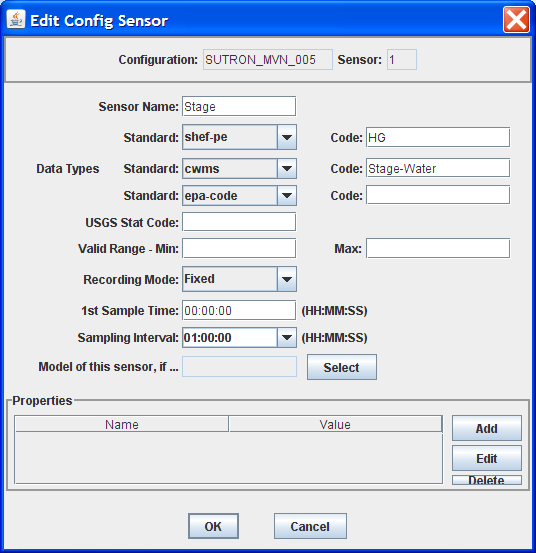 Edit Config Sensor
Configuration: SUTRON_MVN_005 Sensor: 1
Sensor Name: Stage
Standard: shef-pe Code: HG
Data Types Standard: cwms Code: Stage-Water
Standard: epa-code Code:
USGS Stat Code:
Valid Range - Min: Max:
Recording Mode: Fixed
1st Sample Time: 00:00:00 (HH:MM:SS)
Sampling Interval: 01:00:00 (HH:MM:SS)
Model of this sensor, if ... Select
Properties
Name Value Add
Edit
Delete
OK Cancel